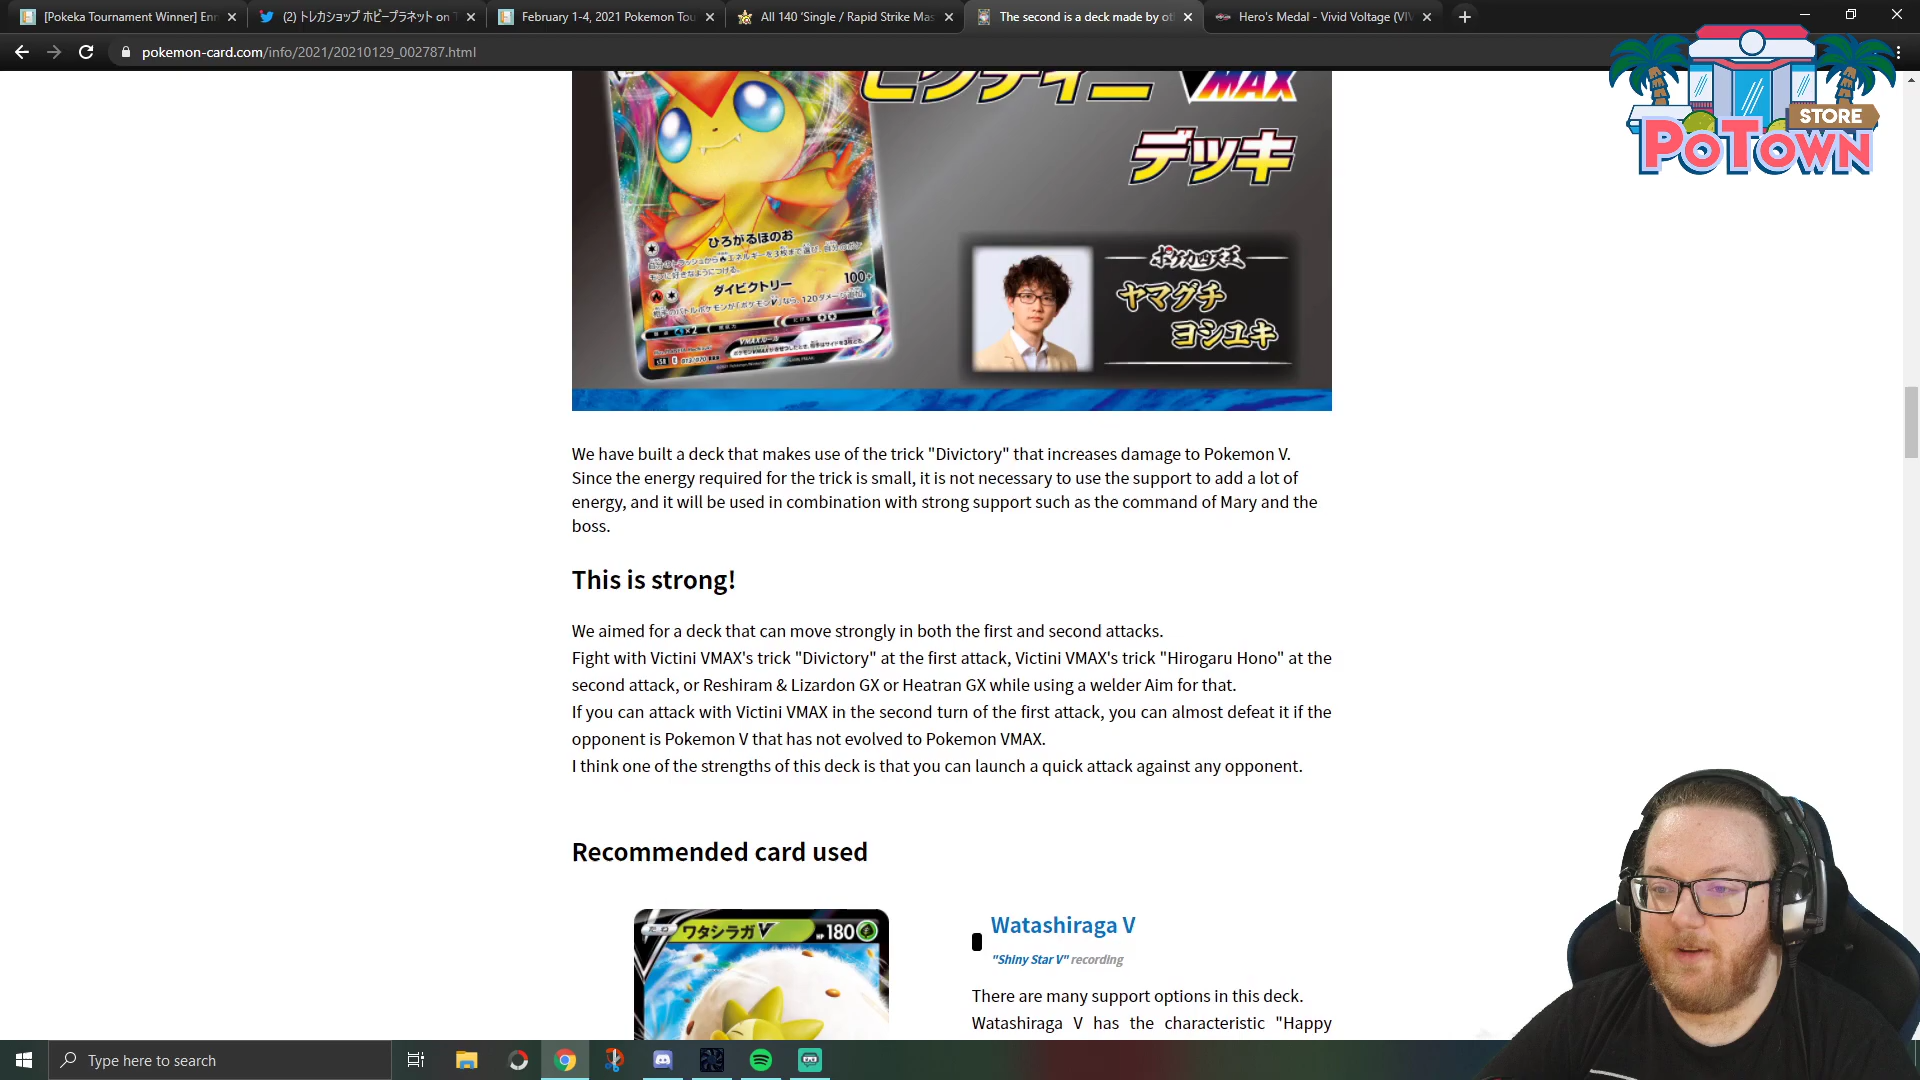 [Pokeka Tournament Winner] Enn
(2) トレカショップ ホビープラネット on T
February 1-4, 2021 Pokemon Tou
All 140 'Single / Rapid Strike Mas
The second is a deck made by ot
Hero's Medal - Vivid Voltage (VIV
pokemon-card.com/info/2021/20210129_002787.html
STORE
PoTown
ビクティニー VMAX
デッキ
ひろがるほのお
ダイビクトリー
100+
ポケカ四天王
ヤマグチ
ヨシユキ
We have built a deck that makes use of the trick "Divictory" that increases damage to Pokemon V.
Since the energy required for the trick is small, it is not necessary to use the support to add a lot of
energy, and it will be used in combination with strong support such as the command of Mary and the
boss.
This is strong!
We aimed for a deck that can move strongly in both the first and second attacks.
Fight with Victini VMAX's trick "Divictory" at the first attack, Victini VMAX's trick "Hirogaru Hono" at the
second attack, or Reshiram & Lizardon GX or Heatran GX while using a welder Aim for that.
If you can attack with Victini VMAX in the second turn of the first attack, you can almost defeat it if the
opponent is Pokemon V that has not evolved to Pokemon VMAX.
I think one of the strengths of this deck is that you can launch a quick attack against any opponent.
Recommended card used
ワタシラガV HP 180
Watashiraga V
"Shiny Star V" recording
There are many support options in this deck.
Watashiraga V has the characteristic "Happy
Type here to search